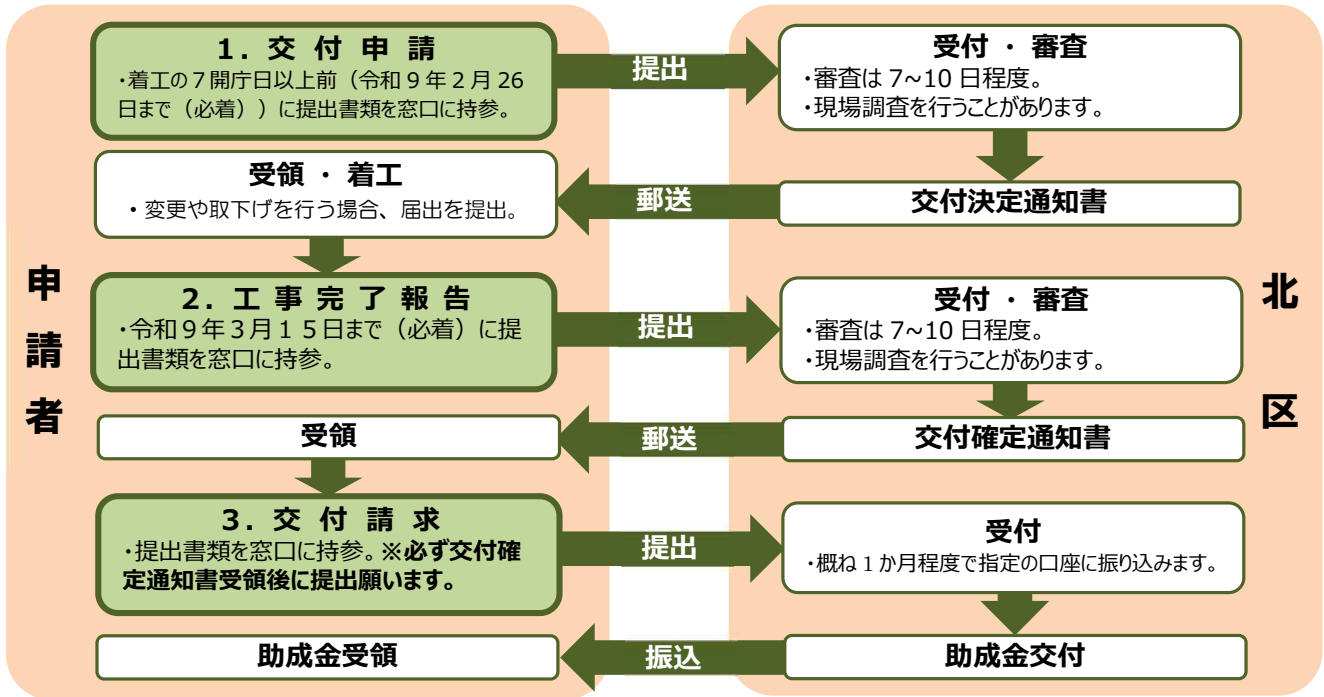 申請者
北区
1．交付申請
・着工の７開庁日以上前（令和９年２月26
日まで（必着））に提出書類を窓口に持参。
提出
受付 ・ 審査
・審査は 7~10 日程度。
・現場調査を行うことがあります。
受領 ・ 着工
・変更や取下げを行う場合、届出を提出。
郵送
交付決定通知書
2．工事完了報告
・令和９年３月１５日まで（必着）に提
出書類を窓口に持参。
提出
受付 ・ 審査
・審査は 7~10 日程度。
・現場調査を行うことがあります。
受領
郵送
交付確定通知書
3．交付請求
・提出書類を窓口に持参。※必ず交付確
定通知書受領後に提出願います。
提出
受付
・概ね１か月程度で指定の口座に振り込みます。
助成金受領
振込
助成金交付